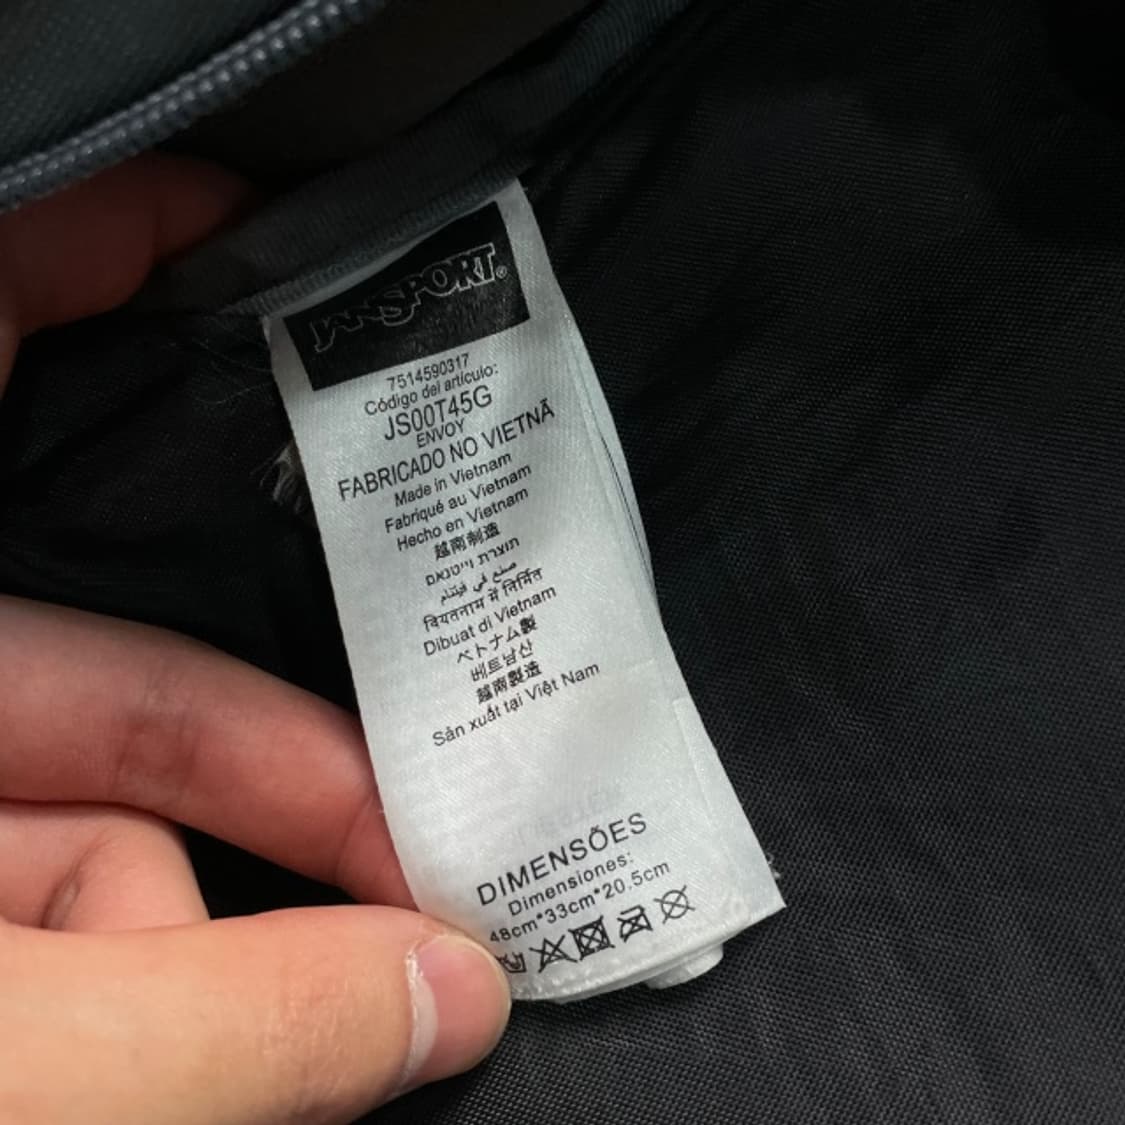 JANSPORT®
7514590317
Código del artículo:
JS00T45G
ENVOY
FABRICADO NO VIETNÃ
Made in Vietnam
Fabriqué au Vietnam
Hecho en Vietnam
越南制造
תוצרת וייטנאם
صنع في فيتنام
वियतनाम में निर्मित
Dibuat di Vietnam
ベトナム製
베트남산
越南製造
Sản xuất tại Việt Nam
DIMENSÕES
Dimensiones:
48cm*33cm*20.5cm